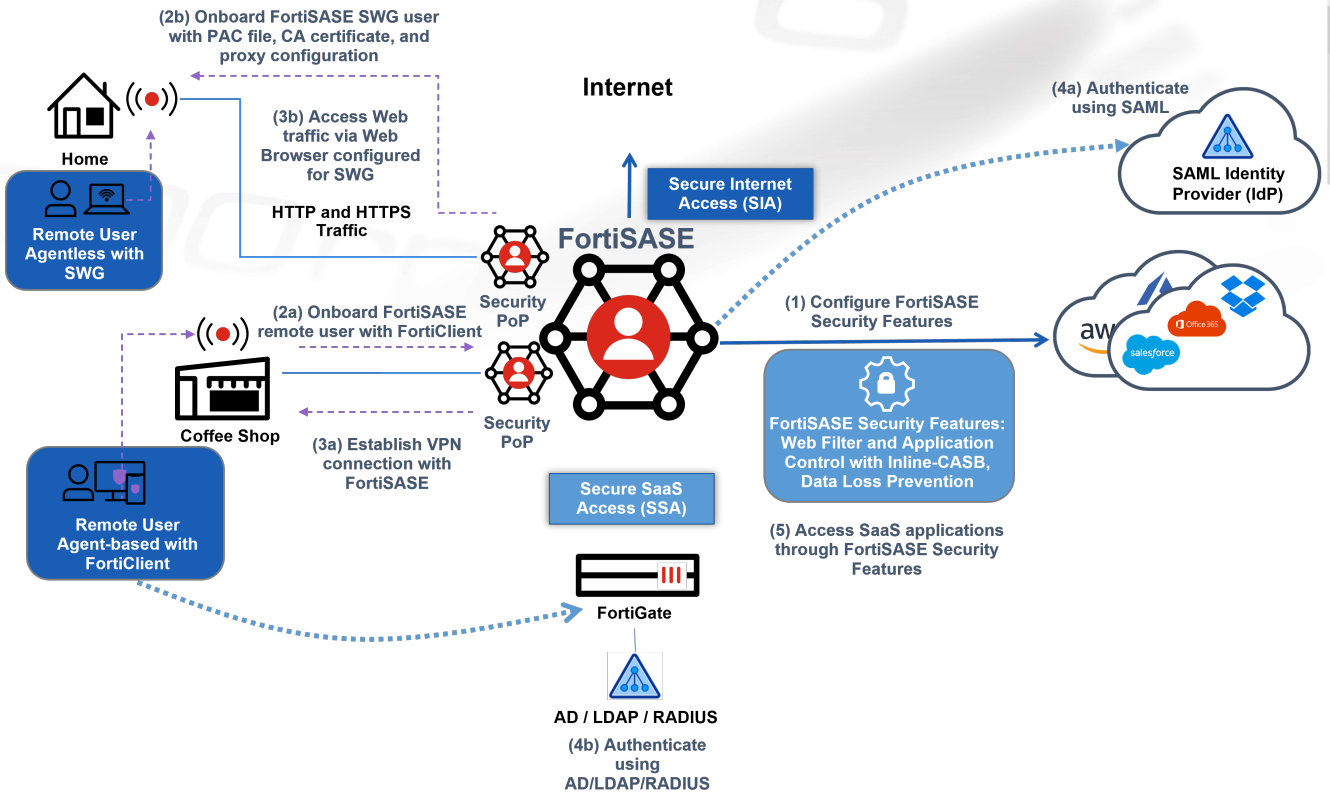 (2b) Onboard FortiSASE SWG user
with PAC file, CA certificate, and
proxy configuration
Internet
(4a) Authenticate
using SAML
(3b) Access Web
traffic via Web
Browser configured
for SWG
Home
SAML Identity
Provider (IdP)
Secure Internet
Access (SIA)
HTTP and HTTPS
Traffic
Remote User
Agentless with
SWG
FortiSASE
Security
PoP
(2a) Onboard FortiSASE
remote user with FortiClient
(1) Configure FortiSASE
Security Features
aw
Office 365
salesforce
Coffee Shop
Security
PoP
(3a) Establish VPN
connection with
FortiSASE
FortiSASE Security Features:
Web Filter and Application
Control with Inline-CASB,
Data Loss Prevention
Secure SaaS
Access (SSA)
Remote User
Agent-based with
FortiClient
(5) Access SaaS applications
through FortiSASE Security
Features
FortiGate
AD / LDAP / RADIUS
(4b) Authenticate
using
AD/LDAP/RADIUS